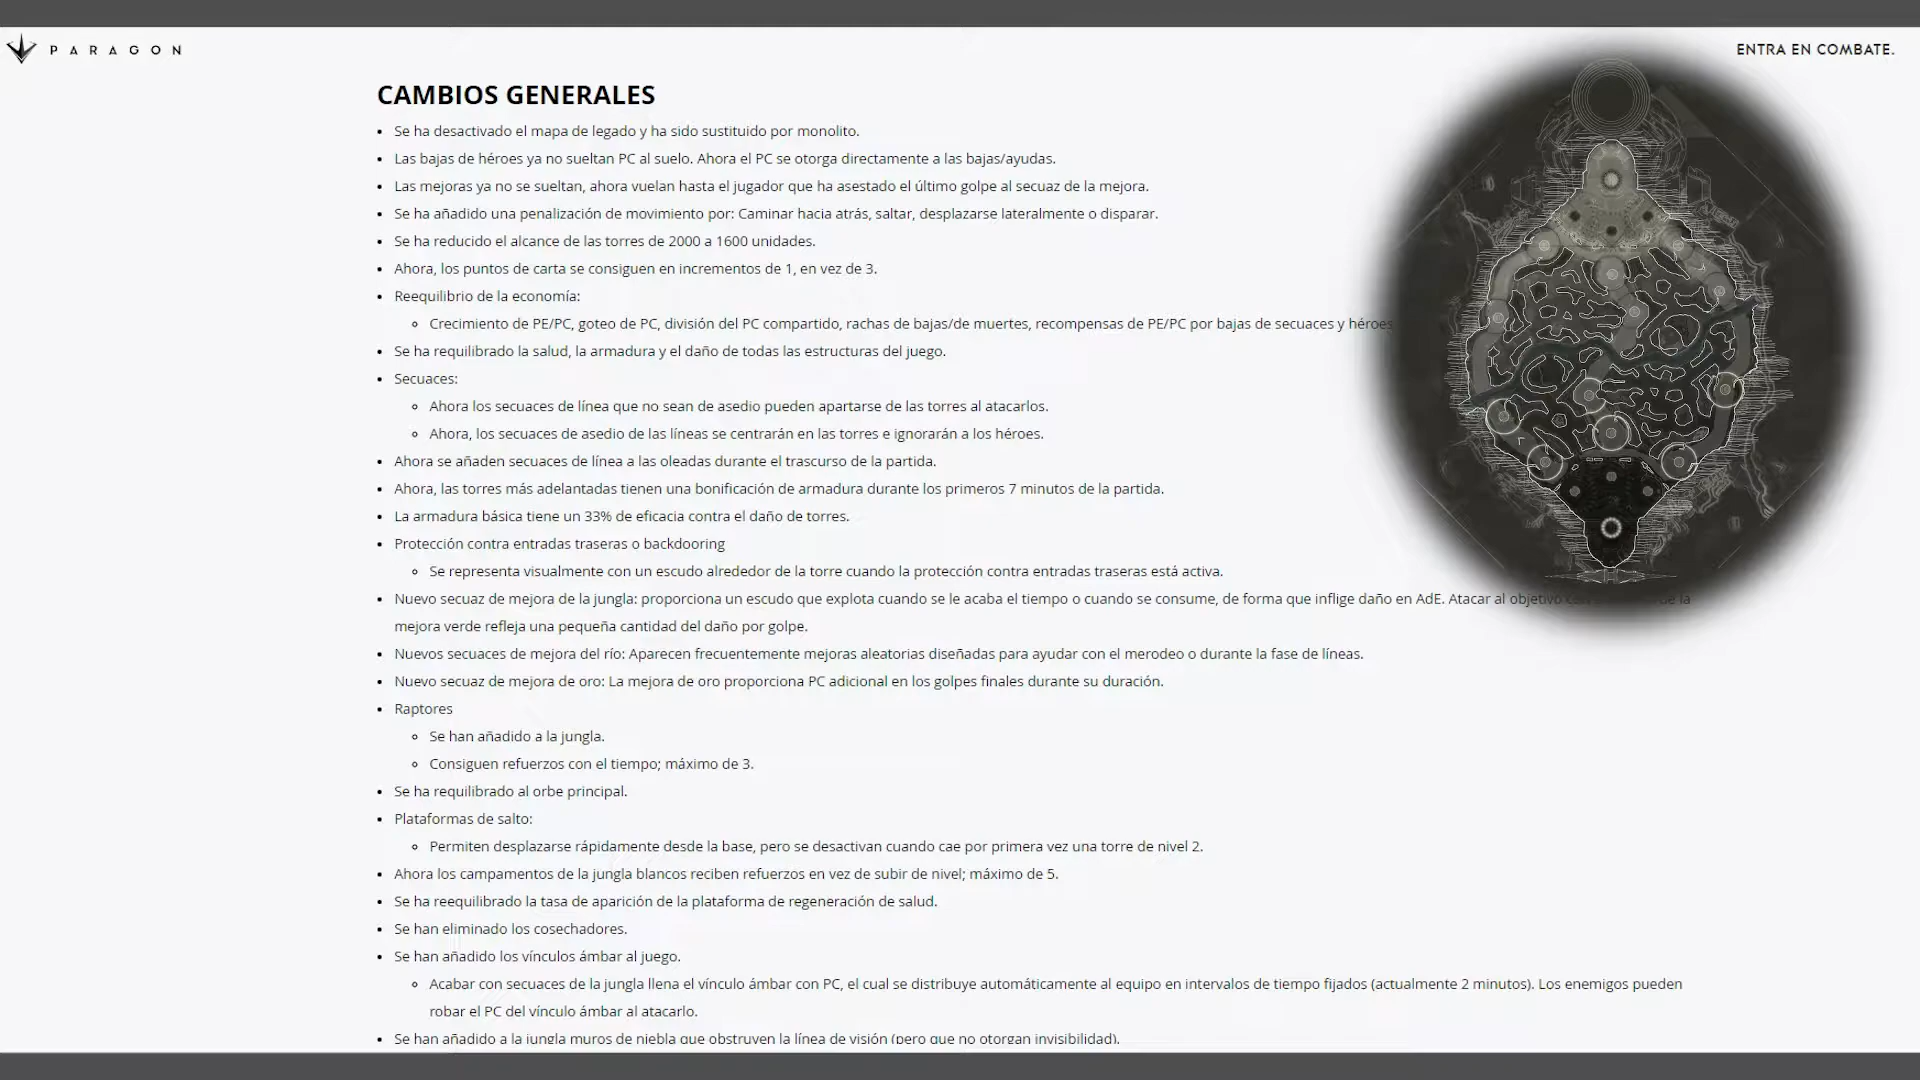 PARAGON
ENTRA EN COMBATE.
CAMBIOS GENERALES
• Se ha desactivado el mapa de legado y ha sido sustituido por monolito.
• Las bajas de héroes ya no sueltan PC al suelo. Ahora el PC se otorga directamente a las bajas/ayudas.
• Las mejoras ya no se sueltan, ahora vuelan hasta el jugador que ha asestado el último golpe al secuaz de la mejora.
• Se ha añadido una penalización de movimiento por: Caminar hacia atrás, saltar, desplazarse lateralmente o disparar.
• Se ha reducido el alcance de las torres de 2000 a 1600 unidades.
• Ahora, los puntos de carta se consiguen en incrementos de 1, en vez de 3.
• Reequilibrio de la economía:
◦ Crecimiento de PE/PC, goteo de PC, división del PC compartido, rachas de bajas/de muertes, recompensas de PE/PC por bajas de secuaces y héroes
• Se ha requilibrado la salud, la armadura y el daño de todas las estructuras del juego.
• Secuaces:
◦ Ahora los secuaces de línea que no sean de asedio pueden apartarse de las torres al atacarlos.
◦ Ahora, los secuaces de asedio de las líneas se centrarán en las torres e ignorarán a los héroes.
• Ahora se añaden secuaces de línea a las oleadas durante el trascurso de la partida.
• Ahora, las torres más adelantadas tienen una bonificación de armadura durante los primeros 7 minutos de la partida.
• La armadura básica tiene un 33% de eficacia contra el daño de torres.
• Protección contra entradas traseras o backdooring
◦ Se representa visualmente con un escudo alrededor de la torre cuando la protección contra entradas traseras está activa.
• Nuevo secuaz de mejora de la jungla: proporciona un escudo que explota cuando se le acaba el tiempo o cuando se consume, de forma que inflige daño en AdE. Atacar al objetivo de la
mejora verde refleja una pequeña cantidad del daño por golpe.
• Nuevos secuaces de mejora del río: Aparecen frecuentemente mejoras aleatorias diseñadas para ayudar con el merodeo o durante la fase de líneas.
• Nuevo secuaz de mejora de oro: La mejora de oro proporciona PC adicional en los golpes finales durante su duración.
• Raptores
◦ Se han añadido a la jungla.
◦ Consiguen refuerzos con el tiempo; máximo de 3.
• Se ha requilibrado al orbe principal.
• Plataformas de salto:
◦ Permiten desplazarse rápidamente desde la base, pero se desactivan cuando cae por primera vez una torre de nivel 2.
• Ahora los campamentos de la jungla blancos reciben refuerzos en vez de subir de nivel; máximo de 5.
• Se ha reequilibrado la tasa de aparición de la plataforma de regeneración de salud.
• Se han eliminado los cosechadores.
• Se han añadido los vínculos ámbar al juego.
◦ Acabar con secuaces de la jungla llena el vínculo ámbar con PC, el cual se distribuye automáticamente al equipo en intervalos de tiempo fijados (actualmente 2 minutos). Los enemigos pueden
robar el PC del vínculo ámbar al atacarlo.
• Se han añadido a la jungla muros de niebla que obstruyen la línea de visión (pero que no otorgan invisibilidad).